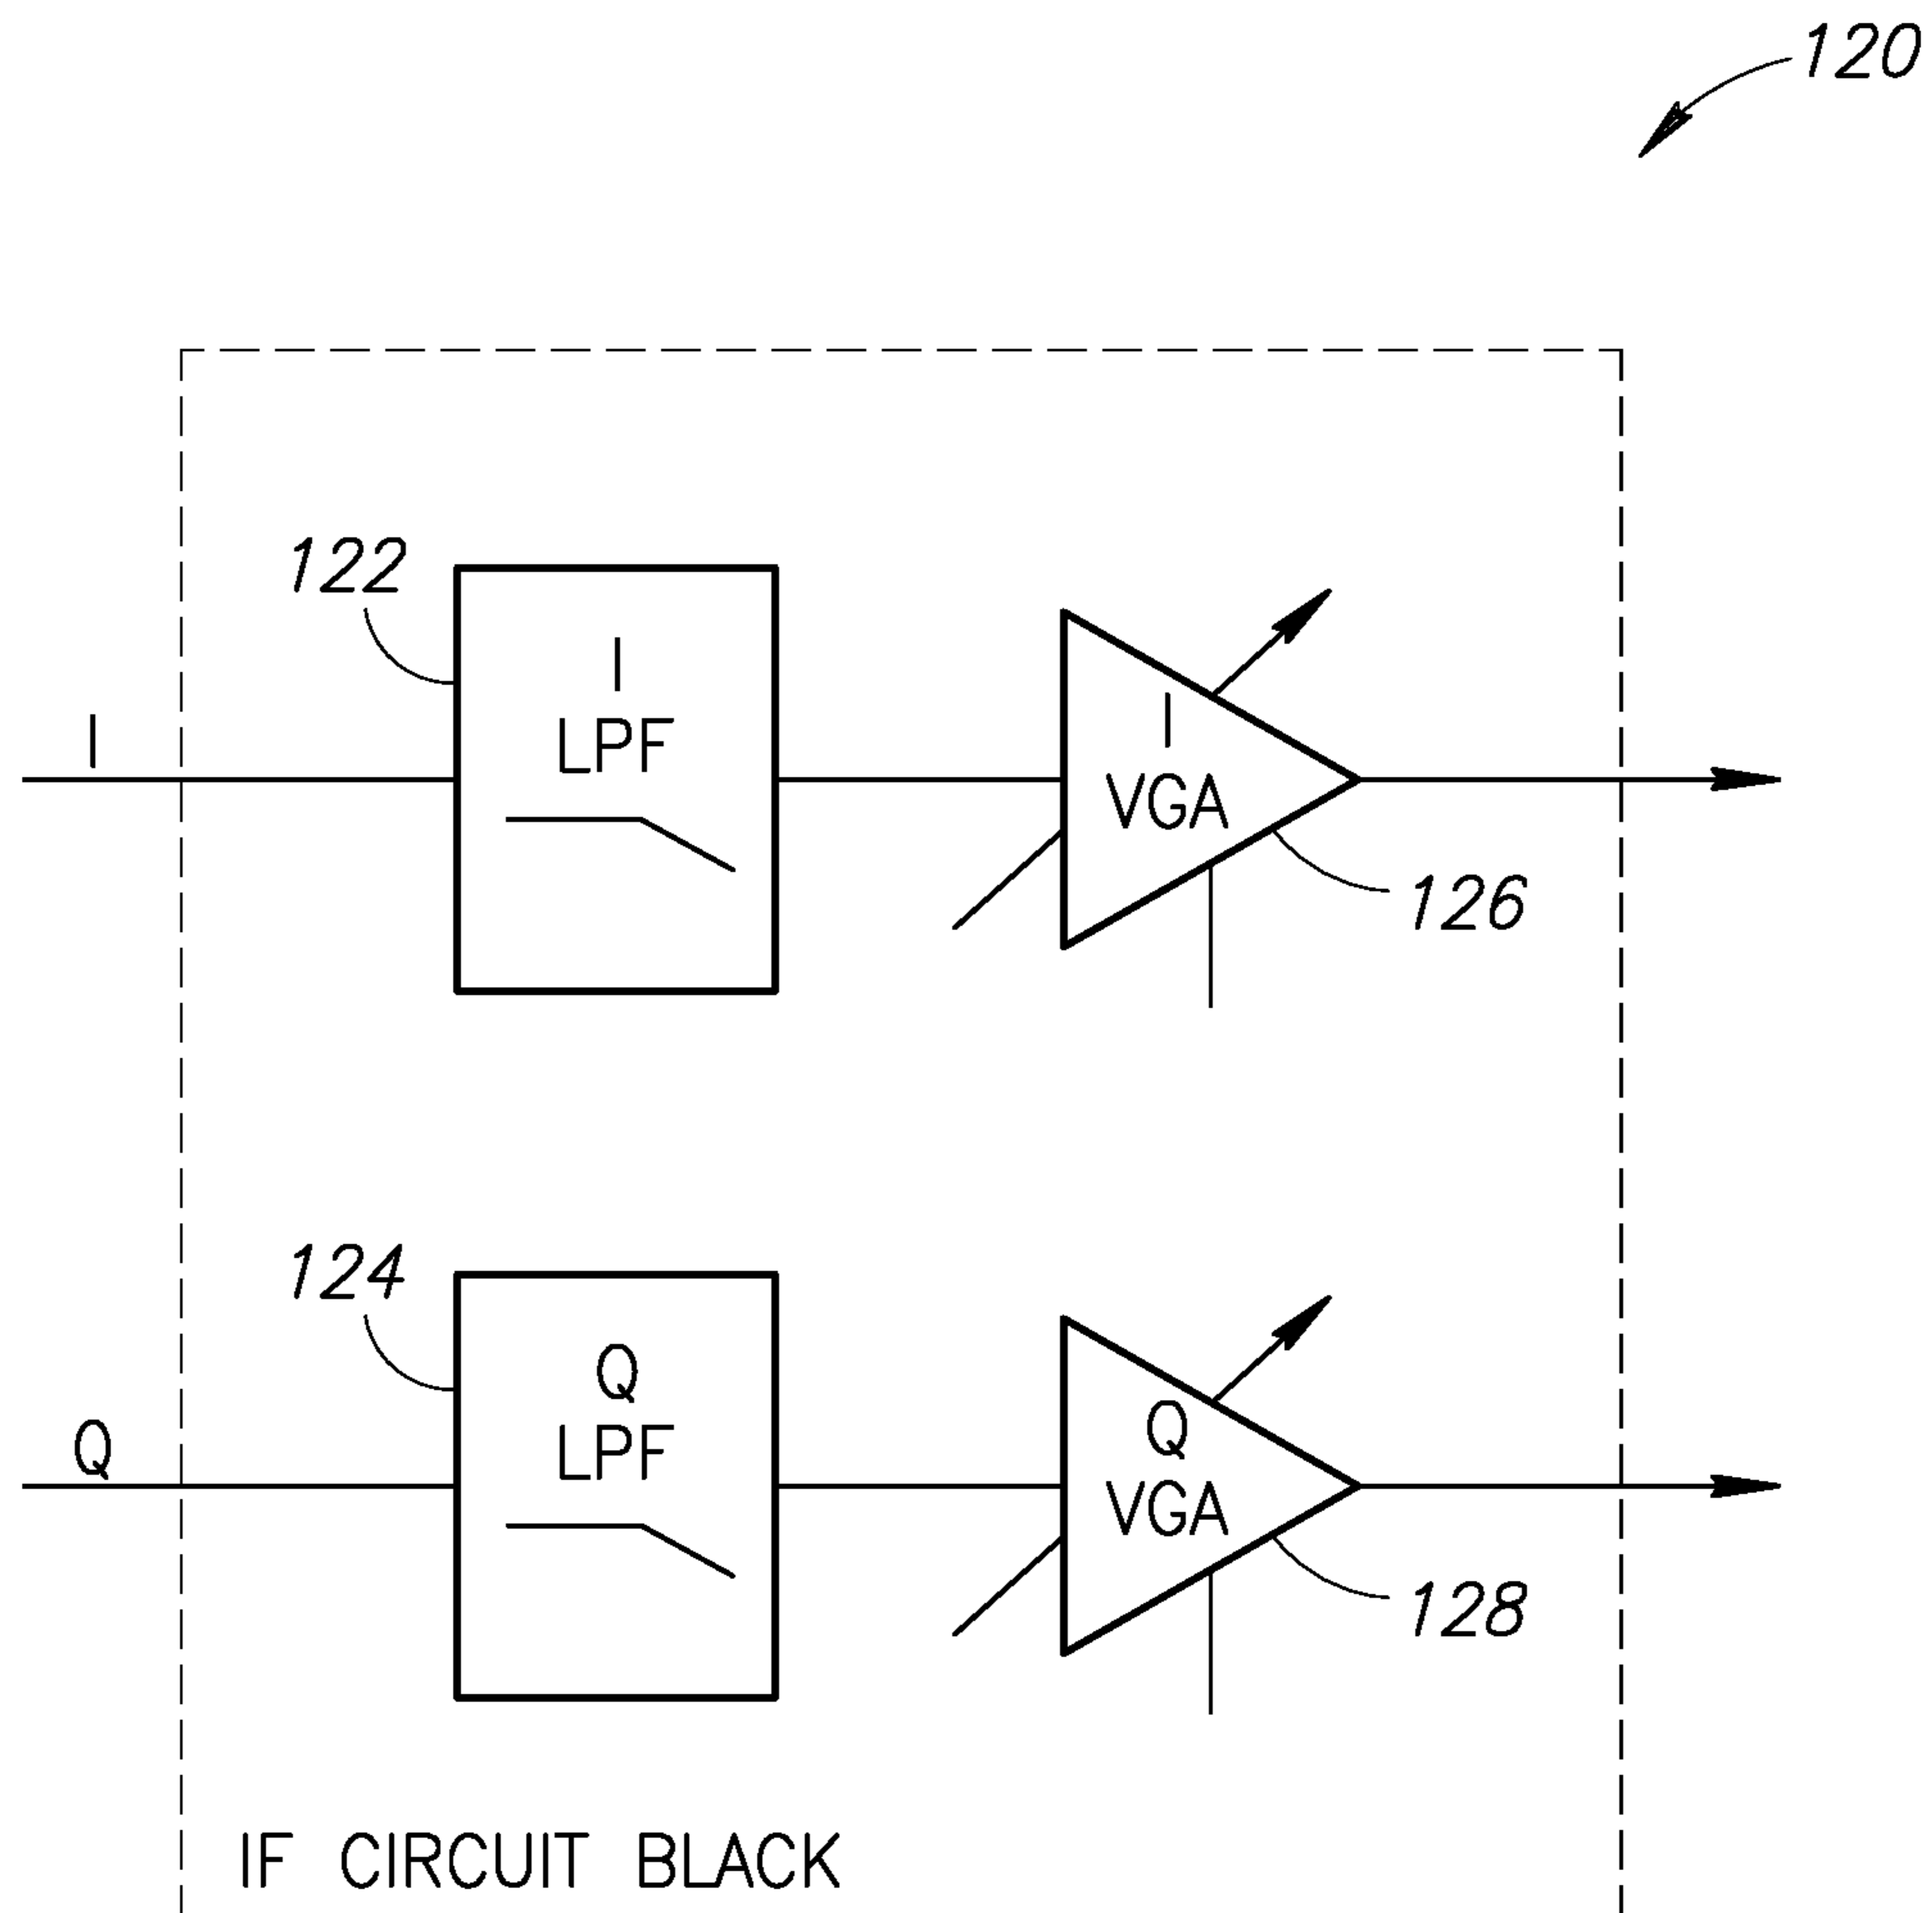 120
122
I
LPF
I
I
VGA
126
124
Q
LPF
Q
Q
VGA
128
IF CIRCUIT BLACK